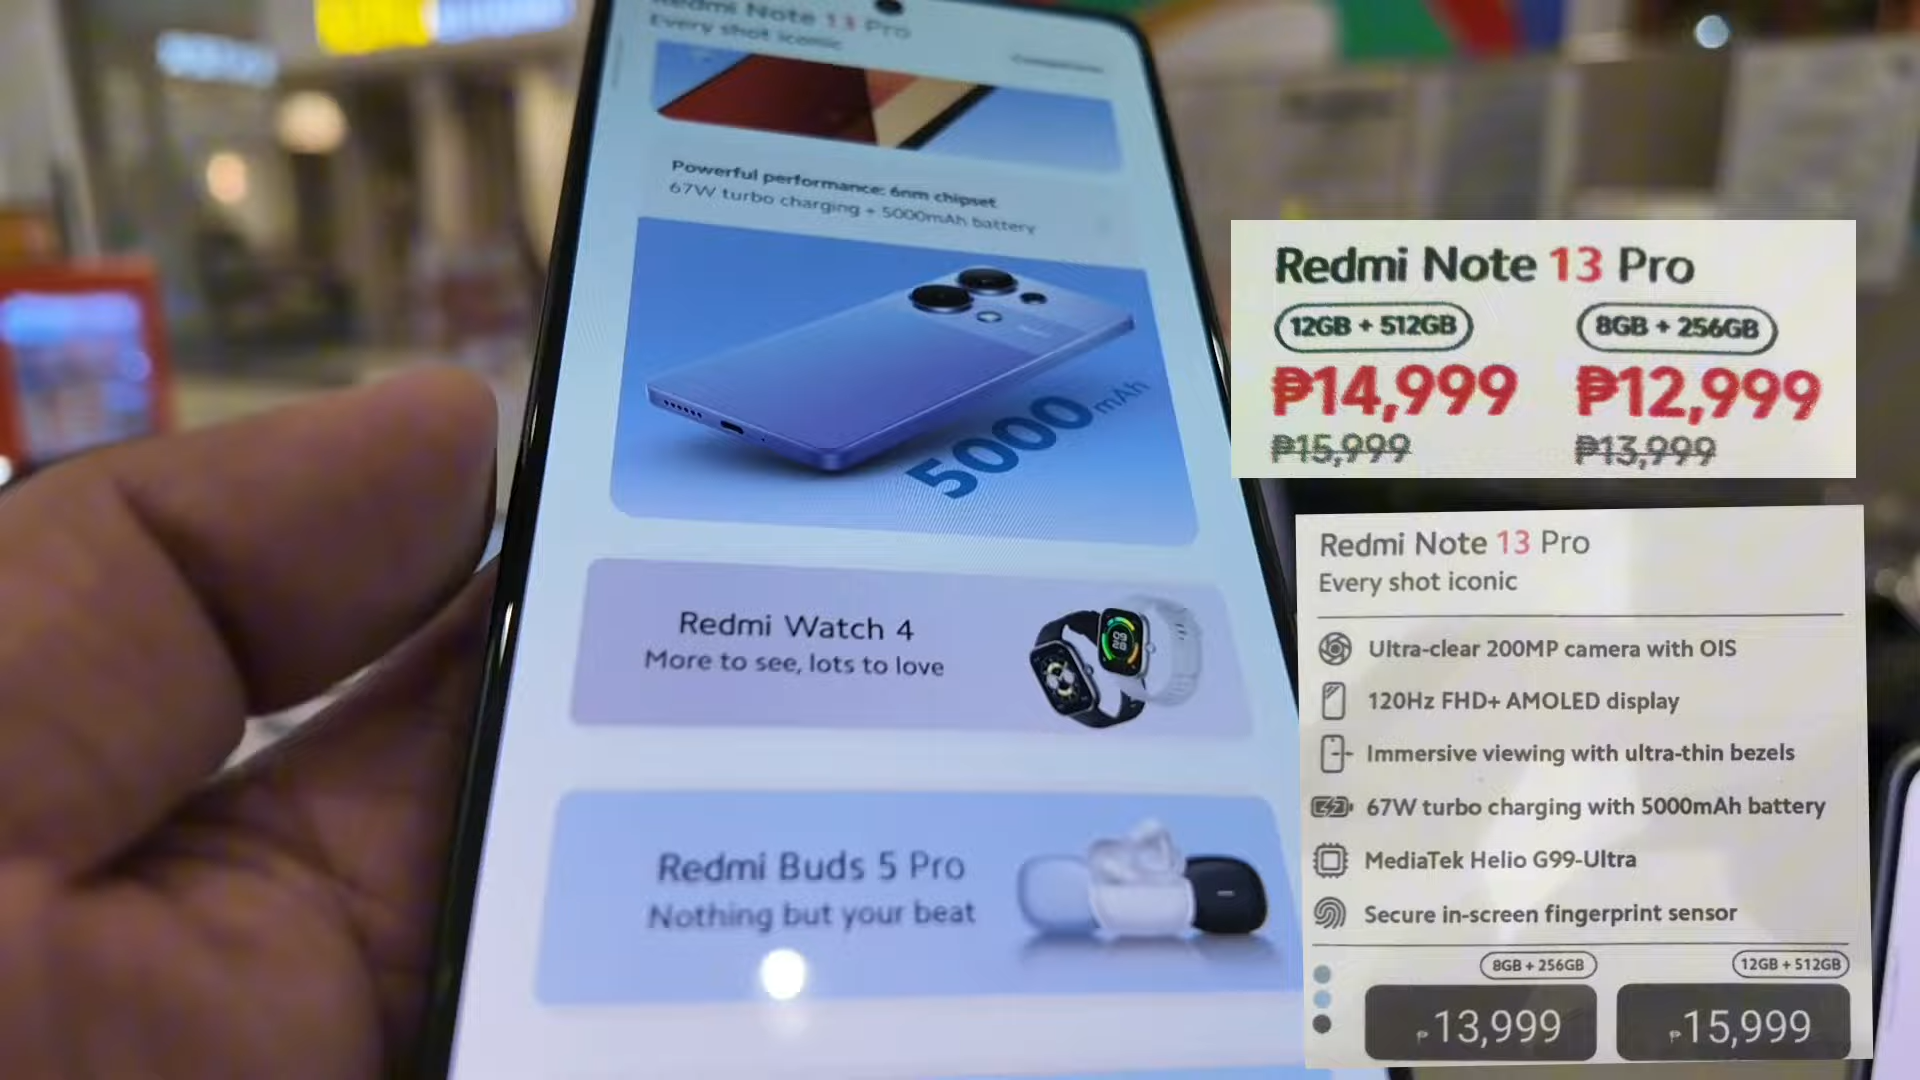 Redmi Note 13 Pro
Every shot iconic
Powerful performance: 6nm chipset
67W turbo charging + 5000mAh battery
5000mAh
Redmi Watch 4
More to see, lots to love
Redmi Buds 5 Pro
Nothing but your beat
Redmi Note 13 Pro
12GB + 512GB
8GB + 256GB
₱14,999
₱12,999
₱15,999
₱13,999
Redmi Note 13 Pro
Every shot iconic
Ultra-clear 200MP camera with OIS
120Hz FHD+ AMOLED display
Immersive viewing with ultra-thin bezels
67W turbo charging with 5000mAh battery
MediaTek Helio G99-Ultra
Secure in-screen fingerprint sensor
8GB + 256GB
12GB + 512GB
₱13,999
₱15,999